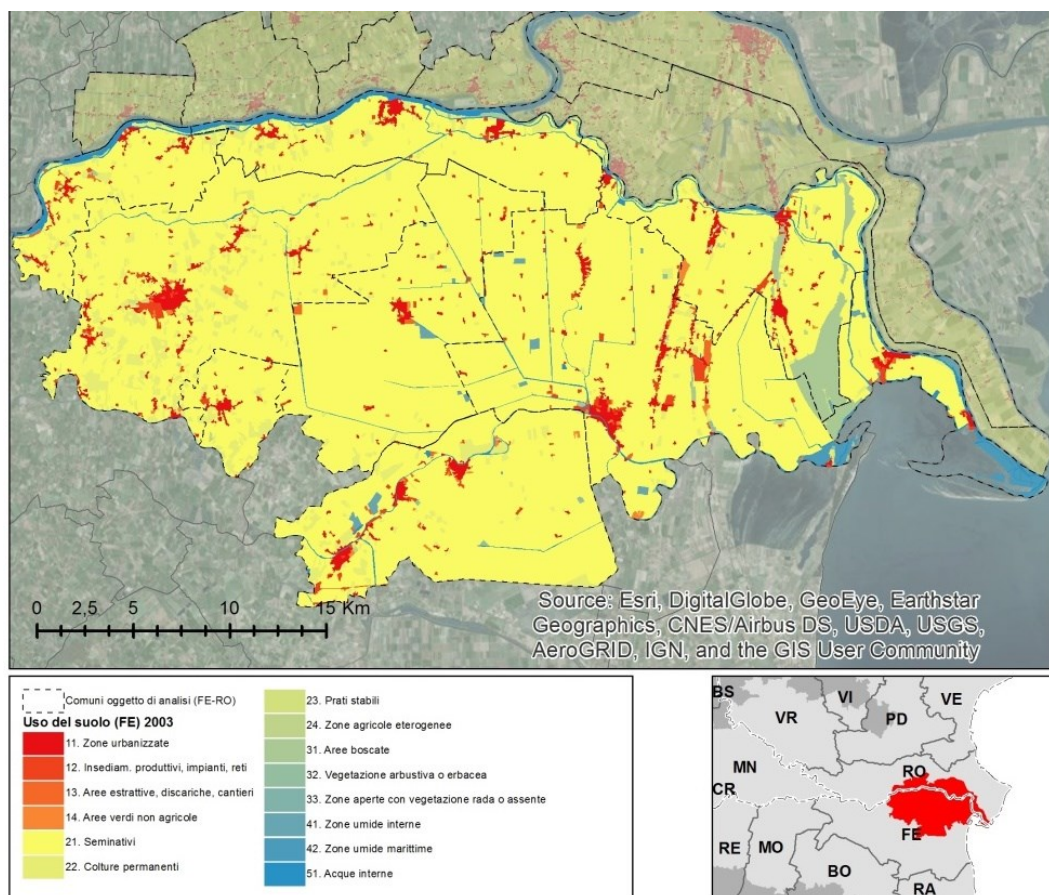 0 2,5 5 10 15 Km
Source: Esri, DigitalGlobe, GeoEye, Earthstar
Geographics, CNES/Airbus DS, USDA, USGS,
AeroGRID, IGN, and the GIS User Community
Comuni oggetto di analisi (FE-RO)
Uso del suolo (FE) 2003
11. Zone urbanizzate
12. Insediam. produttivi, impianti, reti
13. Aree estrattive, discariche, cantieri
14. Aree verdi non agricole
21. Seminativi
22. Colture permanenti
23. Prati stabili
24. Zone agricole eterogenee
31. Aree boscate
32. Vegetazione arbustiva o erbacea
33. Zone aperte con vegetazione rada o assente
41. Zone umide interne
42. Zone umide marittime
51. Acque interne
BS
VI
VE
VR
PD
MN
RO
CR
FE
RE
MO
BO
RA